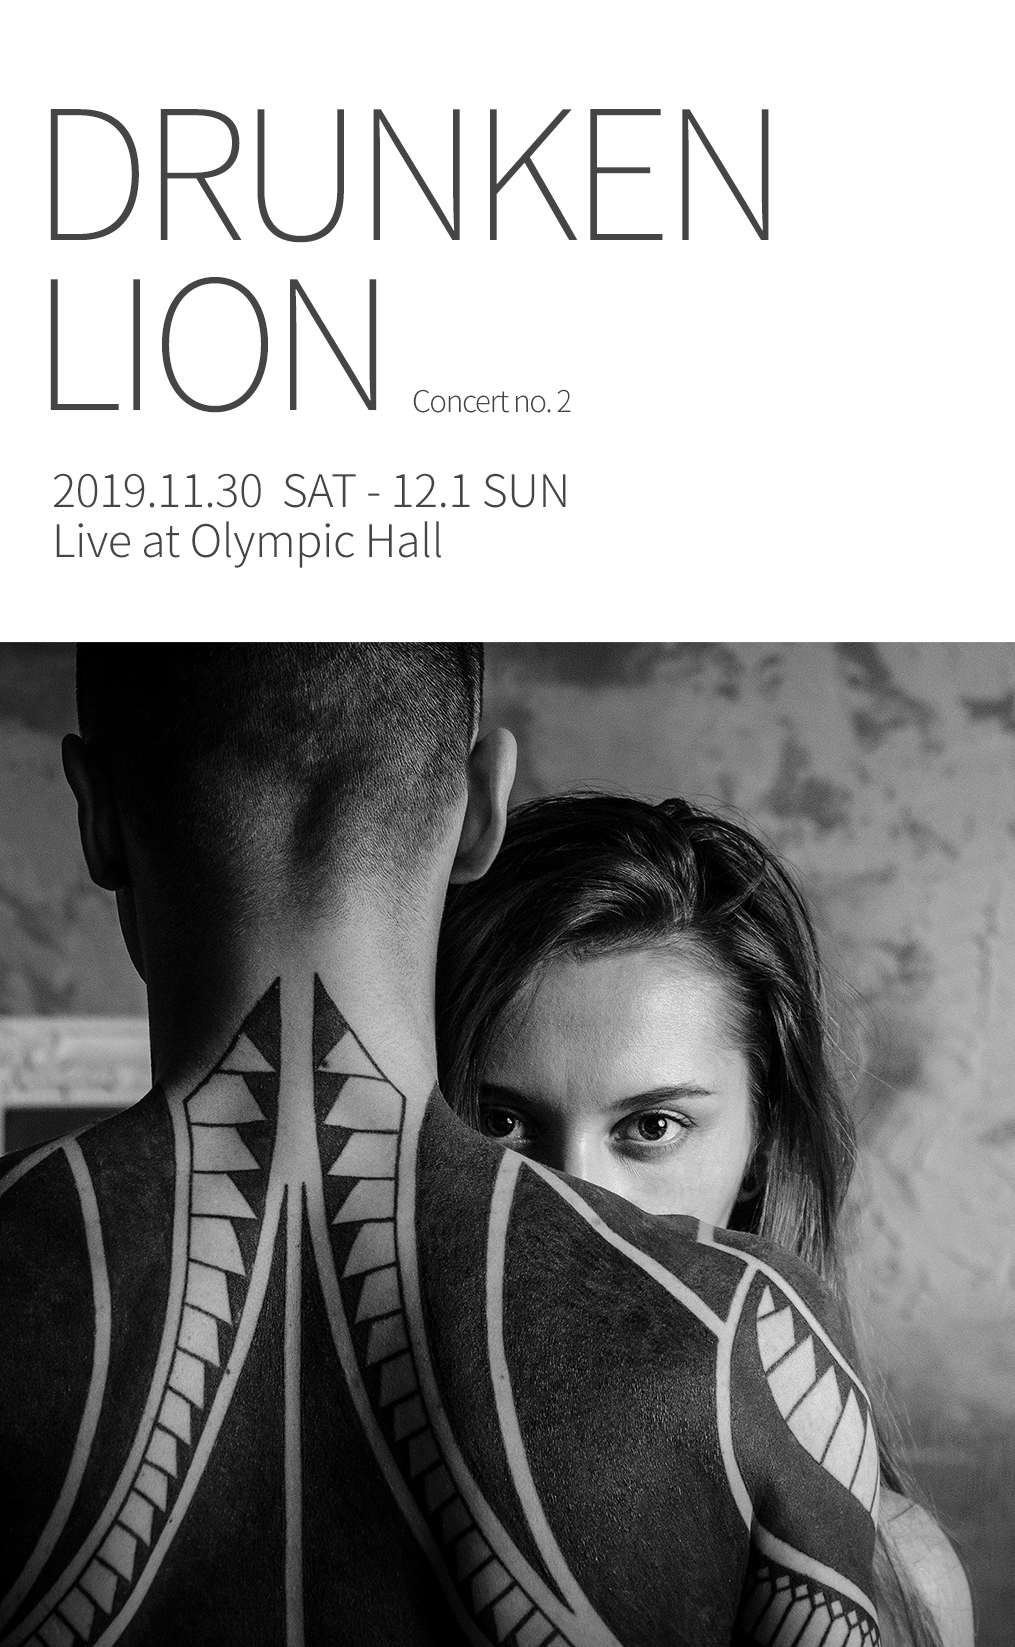 DRUNKEN
LION Concert no. 2
2019.11.30 SAT - 12.1 SUN
Live at Olympic Hall